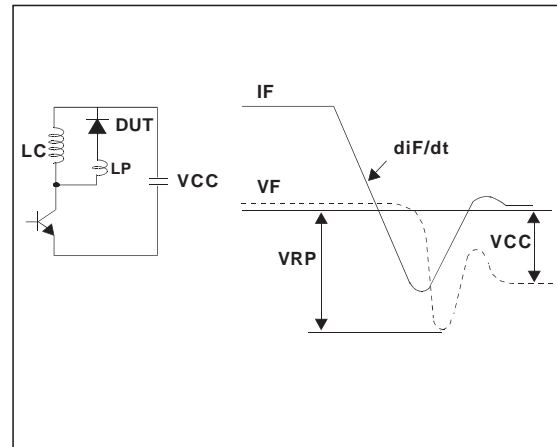 DUT
LC
LP
VCC
IF
diF/dt
VF
VRP
VCC